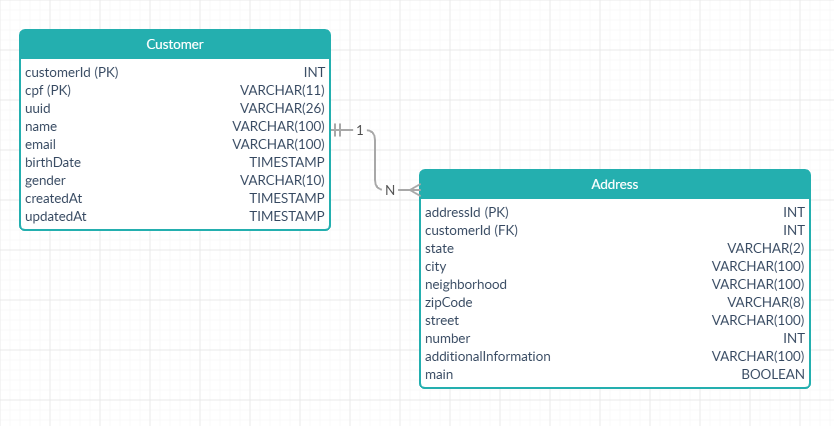 Customer
customerId (PK) INT
cpf (PK) VARCHAR(11)
uuid VARCHAR(26)
name VARCHAR(100)
email VARCHAR(100)
birthDate TIMESTAMP
gender VARCHAR(10)
createdAt TIMESTAMP
updatedAt TIMESTAMP
1
N
Address
addressId (PK) INT
customerId (FK) INT
state VARCHAR(2)
city VARCHAR(100)
neighborhood VARCHAR(100)
zipCode VARCHAR(8)
street VARCHAR(100)
number INT
additionalInformation VARCHAR(100)
main BOOLEAN